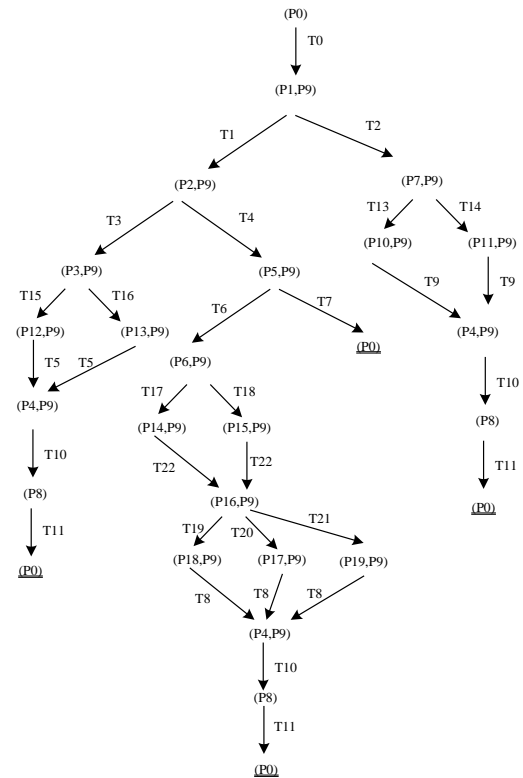 (P0)
T0
(P1,P9)
T1 T2
(P2,P9) (P7,P9)
T3 T4 T13 T14
(P3,P9) (P5,P9) (P10,P9) (P11,P9)
T15 T16 T6 T7 T9 T9
(P12,P9) (P13,P9) (P0) (P4,P9)
T5 T5 (P6,P9)
T17 T18 T10
(P4,P9) (P14,P9) (P15,P9) (P8)
T10 T22 T22 T11
(P8) (P16,P9) (P0)
T11 T19 T20 T21
(P0) (P18,P9) (P17,P9) (P19,P9)
T8 T8 T8
(P4,P9)
T10
(P8)
T11
(P0)